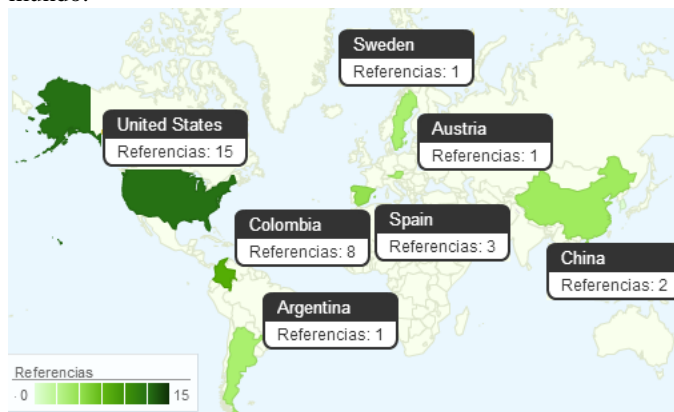 mundo.
Sweden
Referencias: 1
United States
Referencias: 15
Austria
Referencias: 1
Colombia
Referencias: 8
Spain
Referencias: 3
China
Referencias: 2
Argentina
Referencias: 1
Referencias
0 15